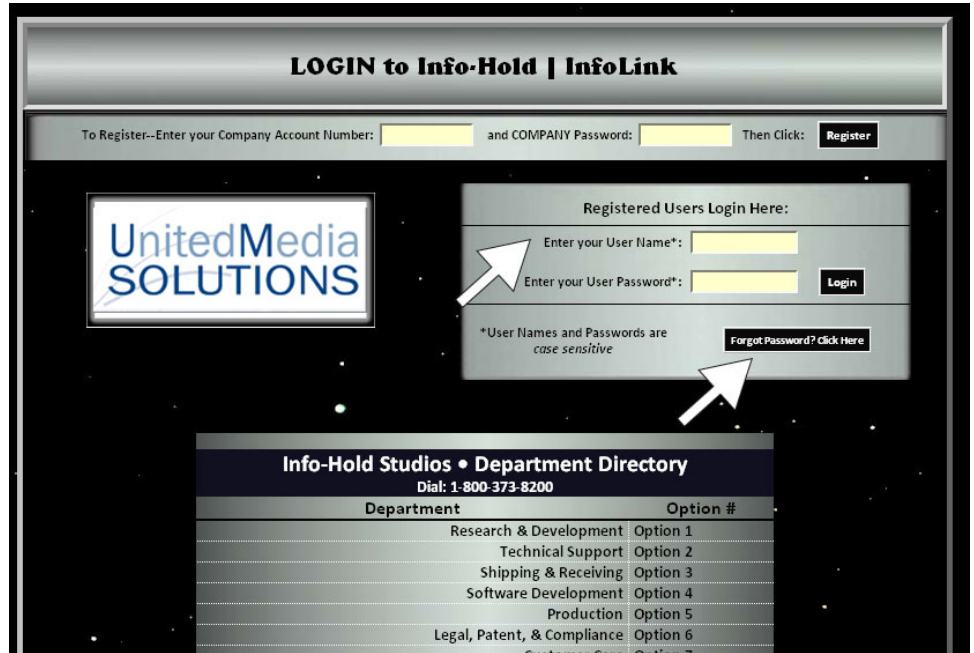 LOGIN to Info-Hold | InfoLink
To Register--Enter your Company Account Number: and COMPANY Password: Then Click: Register
UnitedMedia
SOLUTIONS
Registered Users Login Here:
Enter your User Name*:
Enter your User Password*: Login
*User Names and Passwords are
case sensitive
Forgot Password? Click Here
Info-Hold Studios • Department Directory
Dial: 1-800-373-8200
Department Option #
Research & Development Option 1
Technical Support Option 2
Shipping & Receiving Option 3
Software Development Option 4
Production Option 5
Legal, Patent, & Compliance Option 6
Customer Care Option 7